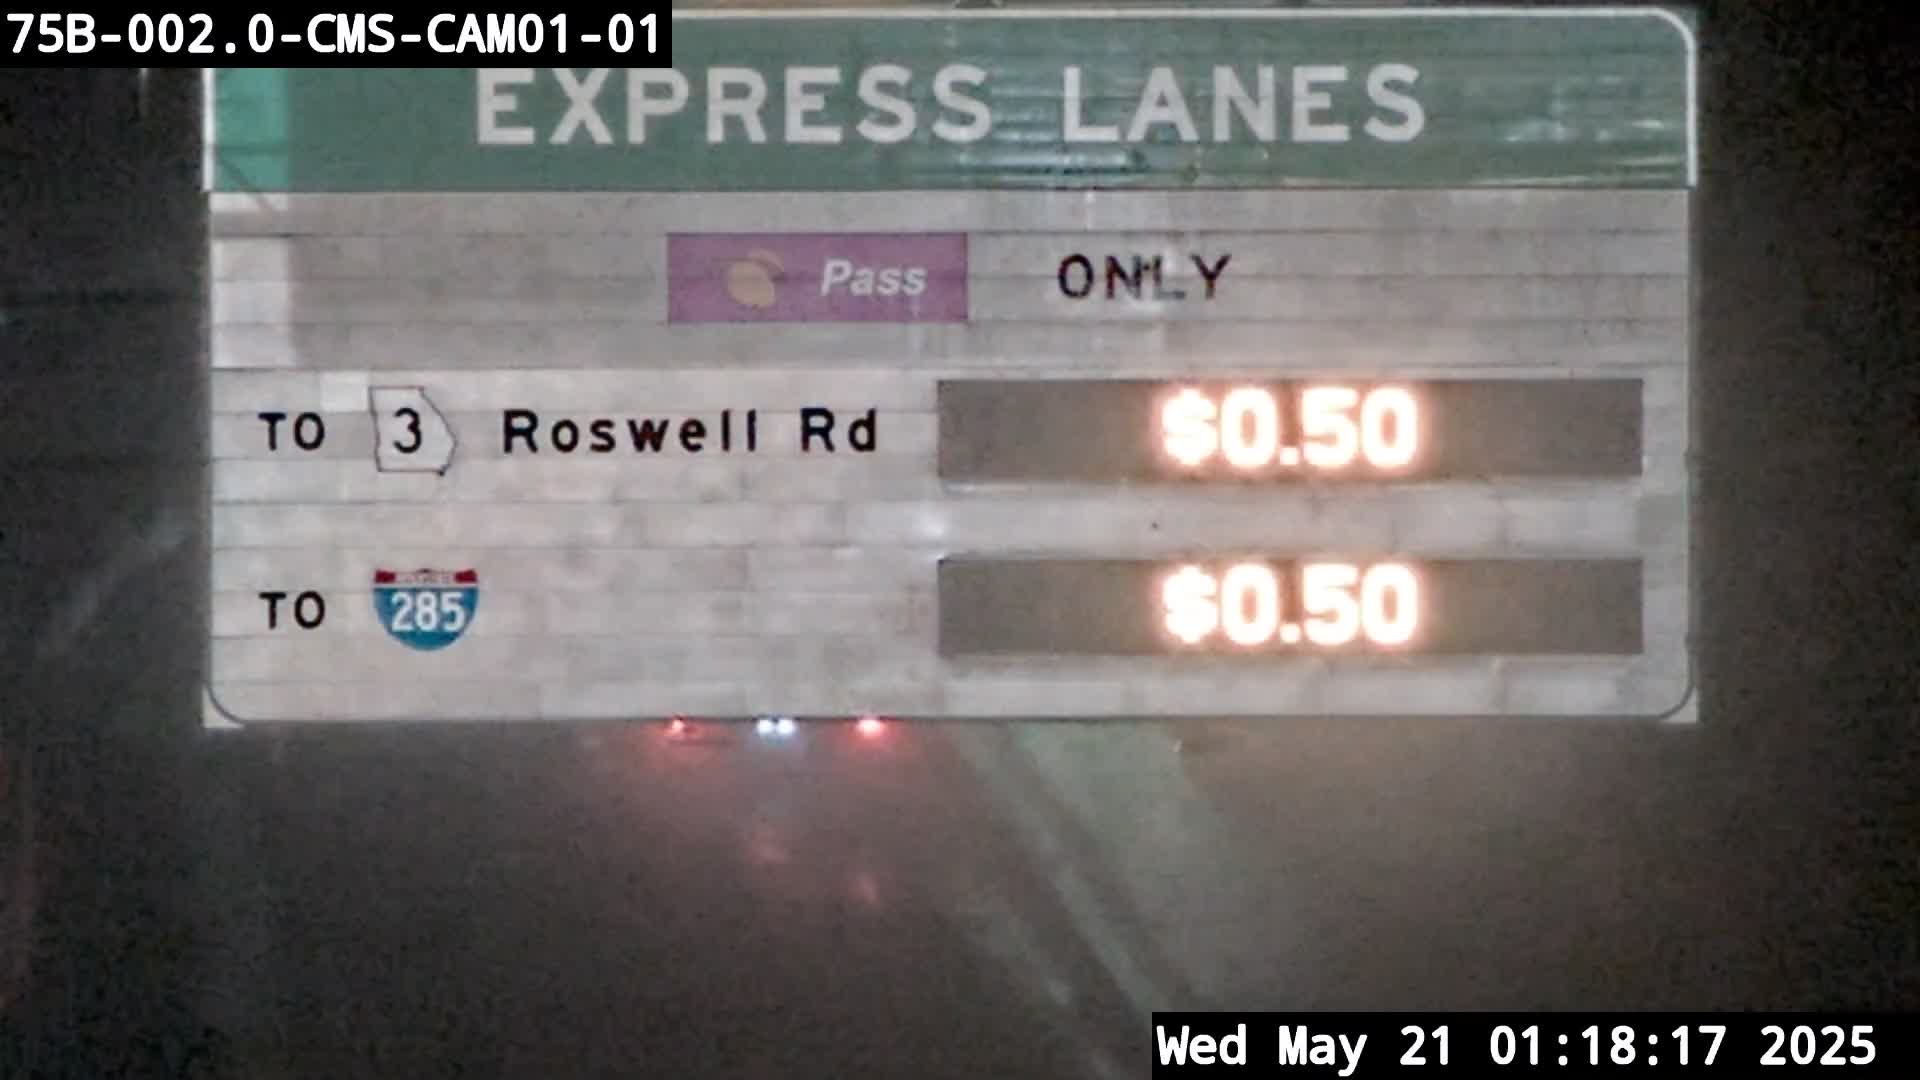 75B-002.0-CMS-CAM01-01
EXPRESS LANES
Pass ONLY
TO 3 Roswell Rd $0.50
TO 285 $0.50
Wed May 21 01:18:17 2025